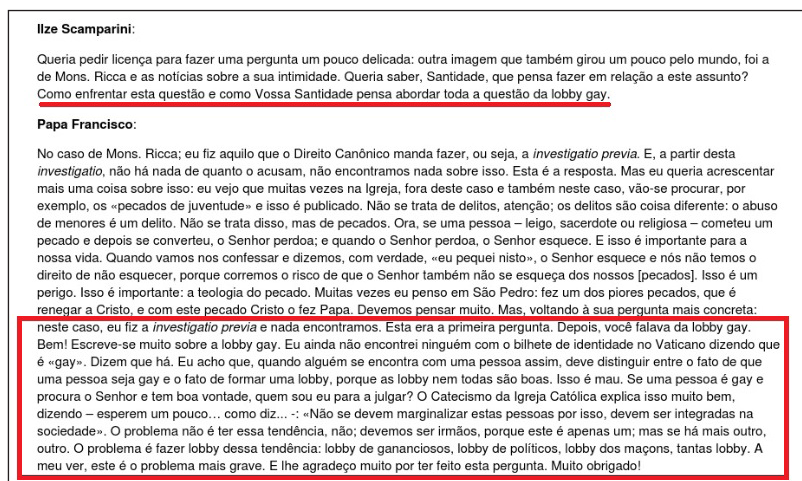 Ilze Scamparini:
Queria pedir licença para fazer uma pergunta um pouco delicada: outra imagem que também girou um pouco pelo mundo, foi a
de Mons. Ricca e as notícias sobre a sua intimidade. Queria saber, Santidade, que pensa fazer em relação a este assunto?
Como enfrentar esta questão e como Vossa Santidade pensa abordar toda a questão da lobby gay.
Papa Francisco:
No caso de Mons. Ricca; eu fiz aquilo que o Direito Canônico manda fazer, ou seja, a investigatio previa. E, a partir desta
investigatio, não há nada de quanto o acusam, não encontramos nada sobre isso. Esta é a resposta. Mas eu queria acrescentar
mais uma coisa sobre isso: eu vejo que muitas vezes na Igreja, fora deste caso e também neste caso, vão-se procurar, por
exemplo, os «pecados de juventude» e isso é publicado. Não se trata de delitos, atenção; os delitos são coisa diferente: o abuso
de menores é um delito. Não se trata disso, mas de pecados. Ora, se uma pessoa – leigo, sacerdote ou religiosa – cometeu um
pecado e depois se converteu, o Senhor perdoa; e quando o Senhor perdoa, o Senhor esquece. E isso é importante para a
nossa vida. Quando vamos nos confessar e dizemos, com verdade, «eu pequei nisto», o Senhor esquece e nós não temos o
direito de não esquecer, porque corremos o risco de que o Senhor também não se esqueça dos nossos [pecados]. Isso é um
perigo. Isso é importante: a teologia do pecado. Muitas vezes eu penso em São Pedro: fez um dos piores pecados, que é
renegar a Cristo, e com este pecado Cristo o fez Papa. Devemos pensar muito. Mas, voltando à sua pergunta mais concreta:
neste caso, eu fiz a investigatio previa e nada encontramos. Esta era a primeira pergunta. Depois, você falava da lobby gay.
Bem! Escreve-se muito sobre a lobby gay. Eu ainda não encontrei ninguém com o bilhete de identidade no Vaticano dizendo que
é «gay». Dizem que há. Eu acho que, quando alguém se encontra com uma pessoa assim, deve distinguir entre o fato de que
uma pessoa seja gay e o fato de formar uma lobby, porque as lobby nem todas são boas. Isso é mau. Se uma pessoa é gay e
procura o Senhor e tem boa vontade, quem sou eu para a julgar? O Catecismo da Igreja Católica explica isso muito bem,
dizendo – esperem um pouco… como diz... -: «Não se devem marginalizar estas pessoas por isso, devem ser integradas na
sociedade». O problema não é ter essa tendência, não; devemos ser irmãos, porque este é apenas um; mas se há mais outro,
outro. O problema é fazer lobby dessa tendência: lobby de gananciosos, lobby de políticos, lobby dos maçons, tantas lobby. A
meu ver, este é o problema mais grave. E lhe agradeço muito por ter feito esta pergunta. Muito obrigado!